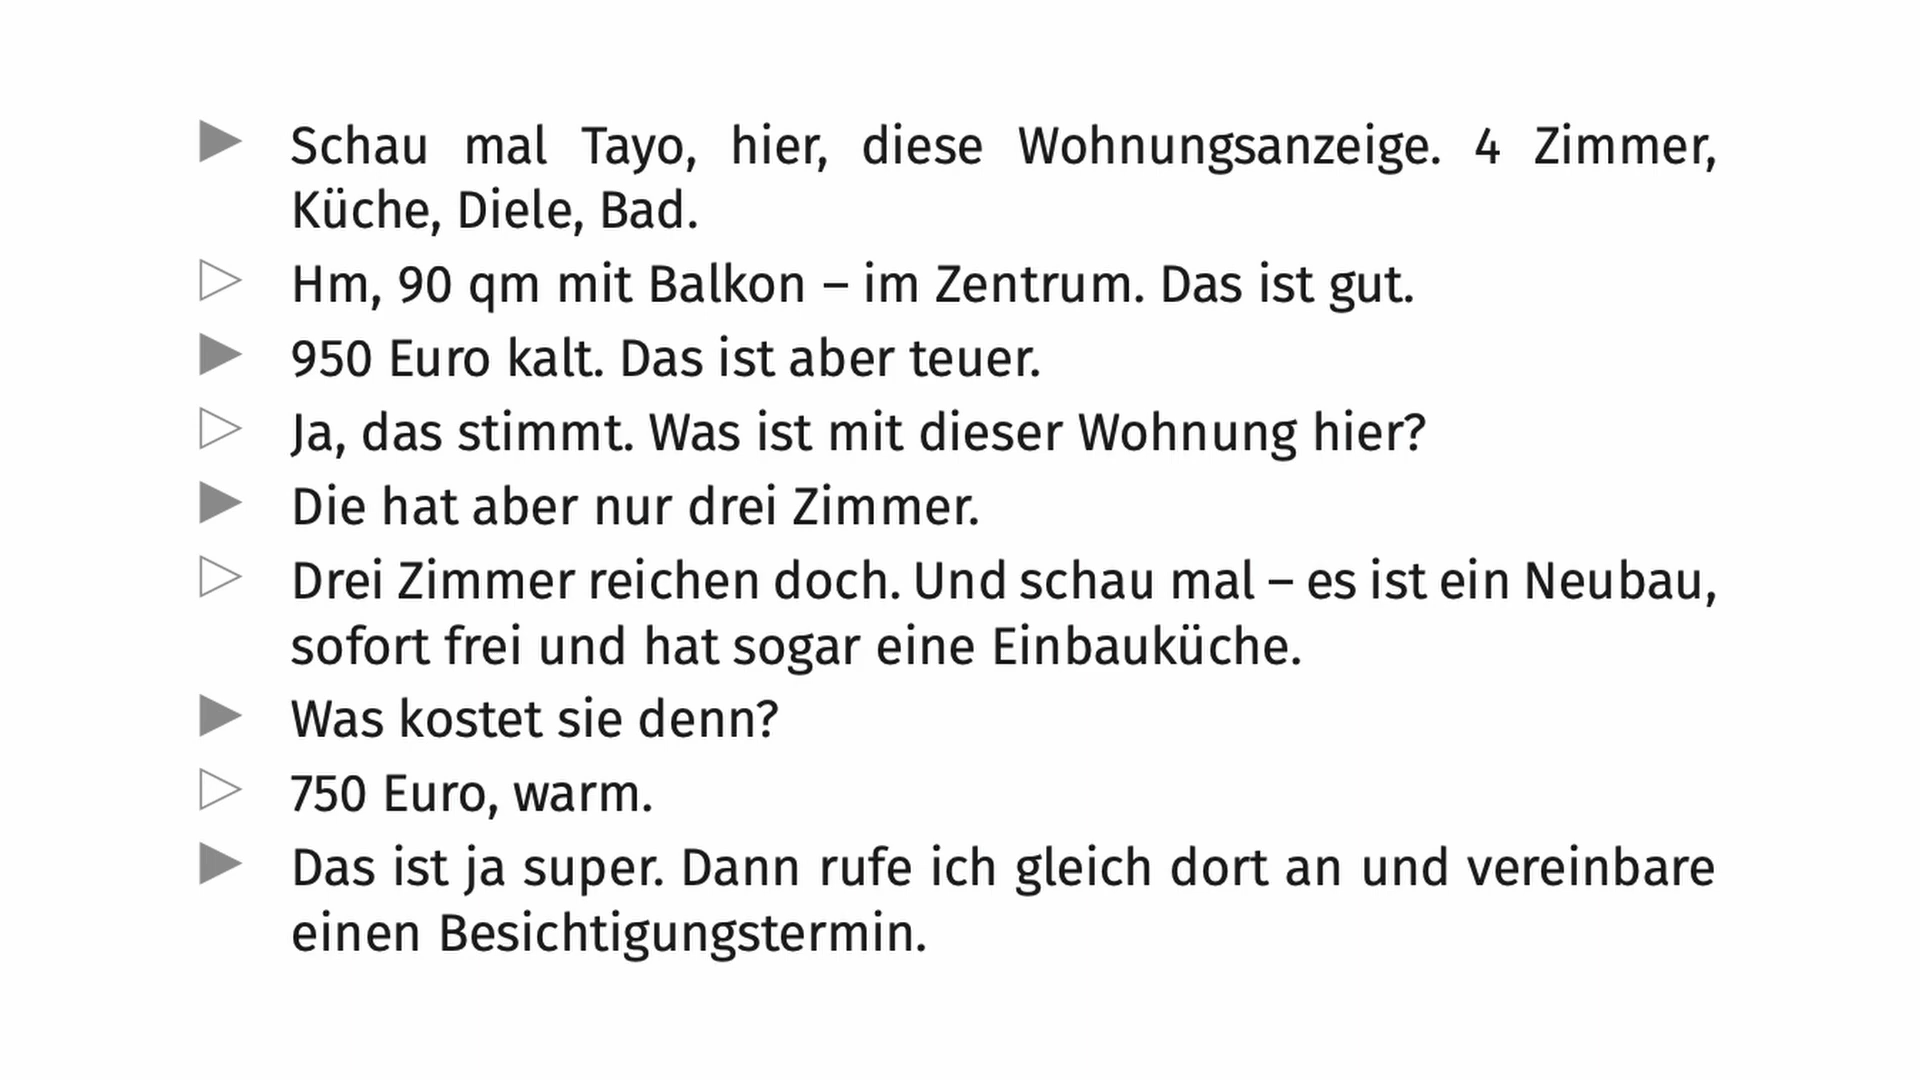 Schau mal Tayo, hier, diese Wohnungsanzeige. 4 Zimmer,
Küche, Diele, Bad.
Hm, 90 qm mit Balkon – im Zentrum. Das ist gut.
950 Euro kalt. Das ist aber teuer.
Ja, das stimmt. Was ist mit dieser Wohnung hier?
Die hat aber nur drei Zimmer.
Drei Zimmer reichen doch. Und schau mal – es ist ein Neubau,
sofort frei und hat sogar eine Einbauküche.
Was kostet sie denn?
750 Euro, warm.
Das ist ja super. Dann rufe ich gleich dort an und vereinbare
einen Besichtigungstermin.